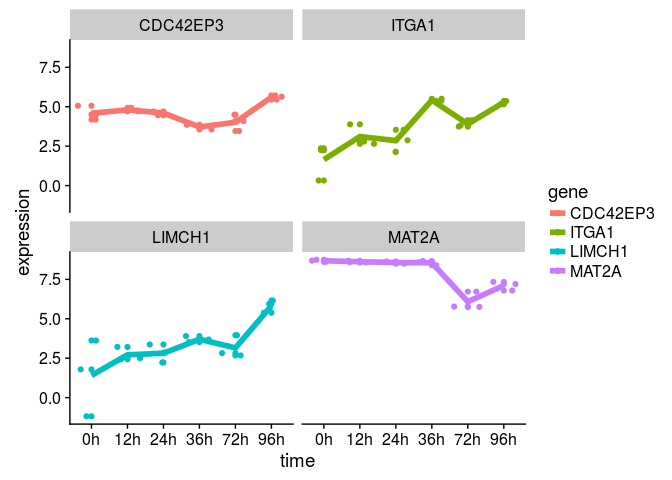 CDC42EP3 ITGA1
7.5
5.0
2.5
0.0
expression
LIMCH1 MAT2A
7.5
5.0
2.5
0.0
0h 12h 24h 36h 72h 96h 0h 12h 24h 36h 72h 96h
time
gene
CDC42EP3
ITGA1
LIMCH1
MAT2A